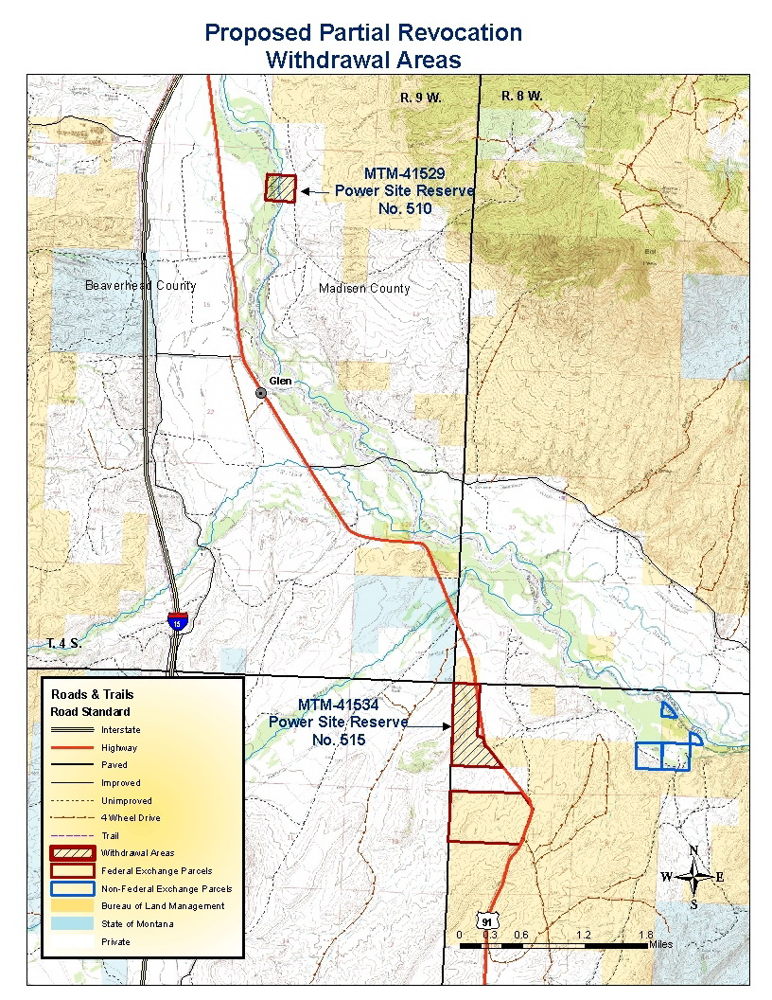 Proposed Partial Revocation
Withdrawal Areas
R. 9 W.
R. 8 W.
MTM-41529
Power Site Reserve
No. 510
Beaverhead County
Madison County
Glen
15
T. 4 S.
MTM-41534
Power Site Reserve
No. 515
Roads & Trails
Road Standard
Interstate
Highway
Paved
Improved
Unimproved
4 Wheel Drive
Trail
Withdrawal Areas
Federal Exchange Parcels
Non-Federal Exchange Parcels
Bureau of Land Management
State of Montana
Private
N
W
E
S
91
0 0.3 0.6 1.2 1.8
Miles